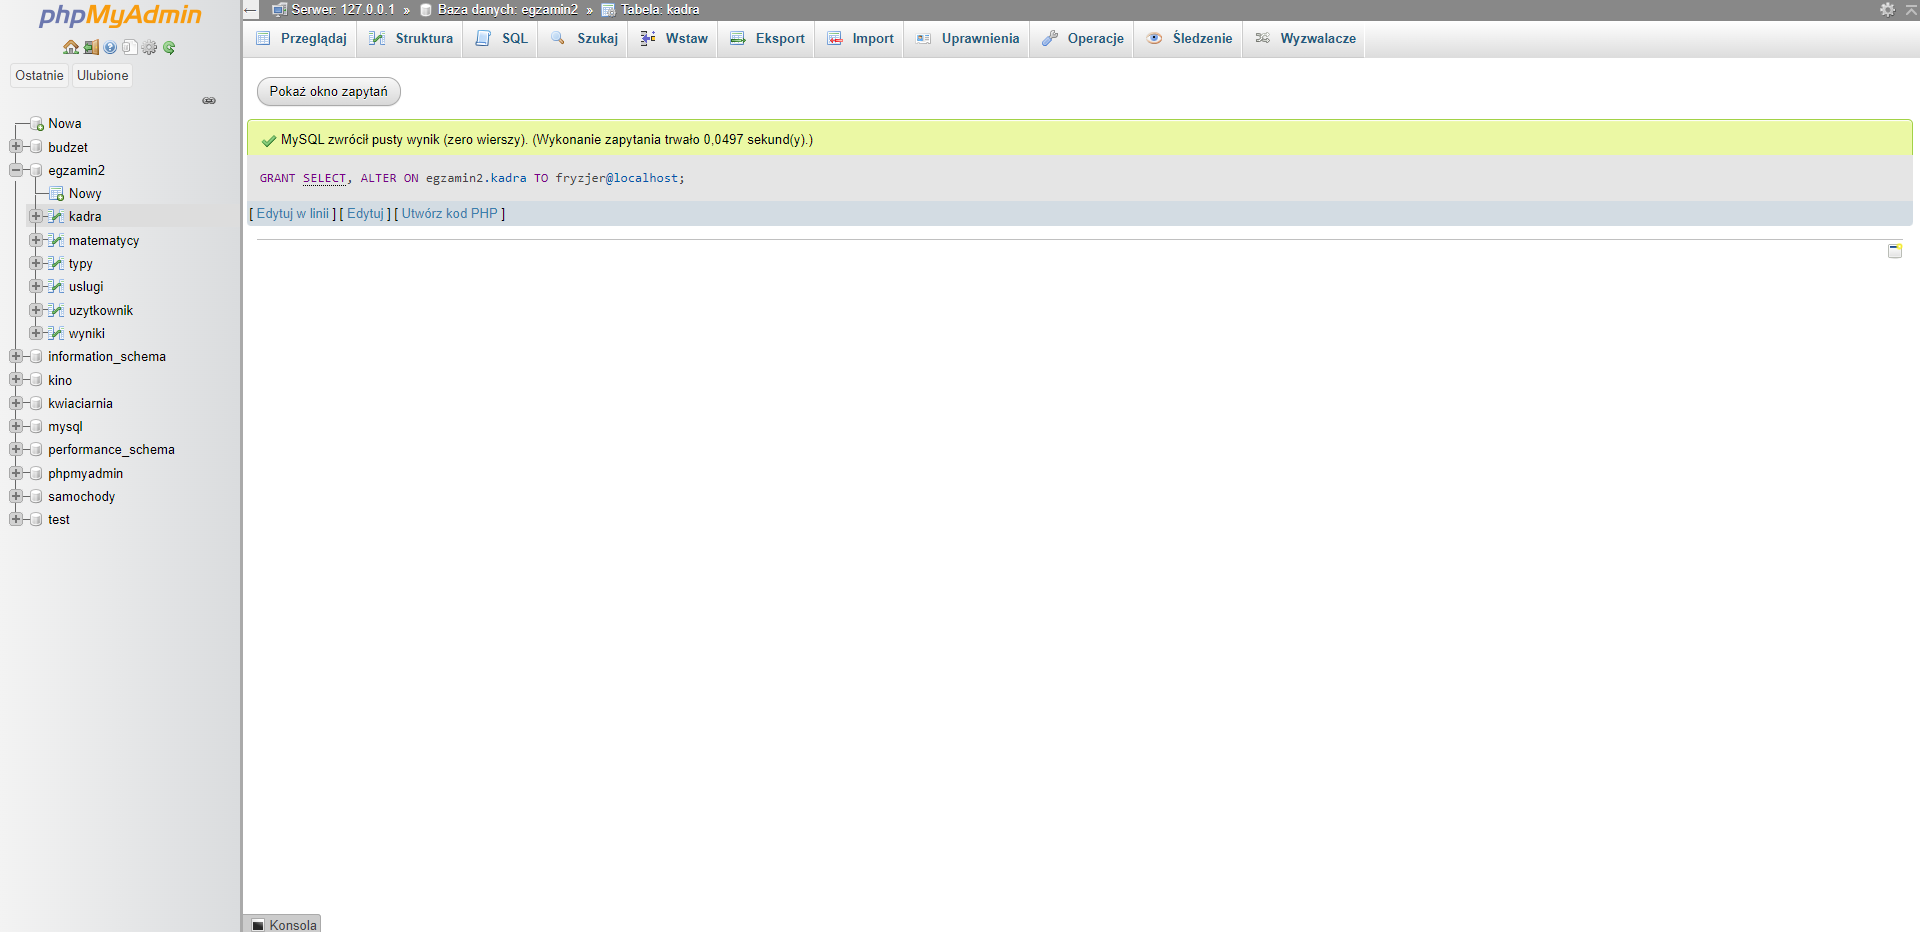 phpMyAdmin
Ostatnie Ulubione
Nowa
budzet
egzamin2
Nowy
kadra
matematycy
typy
uslugi
uzytkownik
wyniki
information_schema
kino
kwiaciarnia
mysql
performance_schema
phpmyadmin
samochody
test
Serwer: 127.0.0.1 » Baza danych: egzamin2 » Tabela: kadra
Przeglądaj Struktura SQL Szukaj Wstaw Eksport Import Uprawnienia Operacje Śledzenie Wyzwalacze
Pokaż okno zapytań
MySQL zwrócił pusty wynik (zero wierszy). (Wykonanie zapytania trwało 0,0497 sekund(y).)
GRANT SELECT, ALTER ON egzamin2.kadra TO fryzjer@localhost;
[ Edytuj w linii ] [ Edytuj ] [ Utwórz kod PHP ]
Konsola